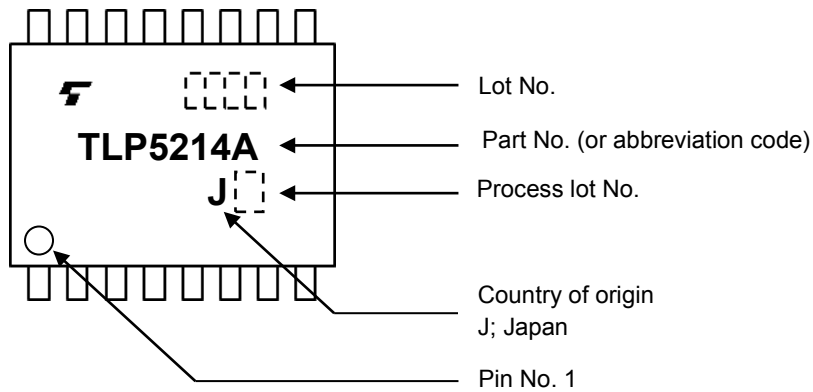 Lot No.
TLP5214A
Part No. (or abbreviation code)
J
Process lot No.
Country of origin
J; Japan
Pin No. 1